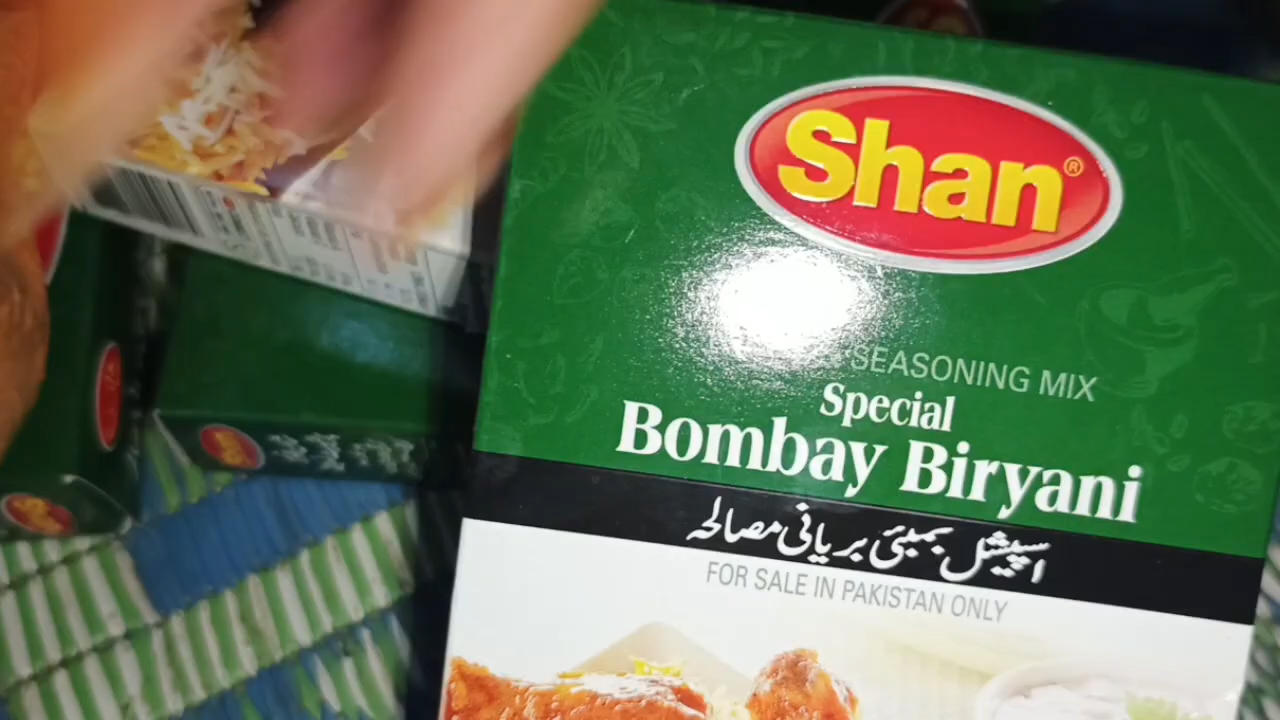 Shan®
SEASONING MIX
Special
Bombay Biryani
اسپیشل بمبئی بریانی مصالحہ
FOR SALE IN PAKISTAN ONLY